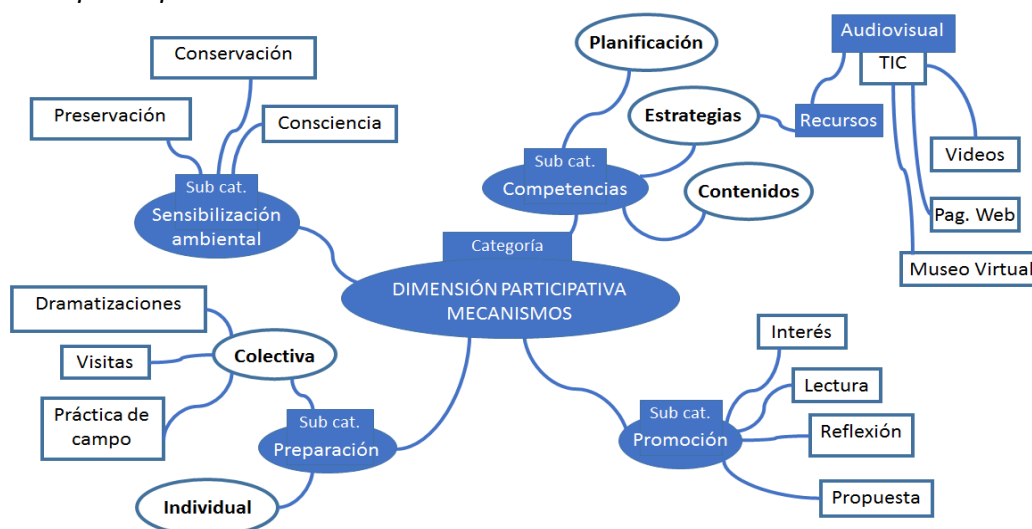 Conservación
Preservación
Consciencia
Sub cat.
Sensibilización
ambiental
Planificación
Estrategias
Contenidos
Sub cat.
Competencias
Audiovisual
TIC
Recursos
Videos
Pag. Web
Museo Virtual
Categoría
DIMENSIÓN PARTICIPATIVA
MECANISMOS
Dramatizaciones
Visitas
Práctica de
campo
Colectiva
Sub cat.
Preparación
Individual
Sub cat.
Promoción
Interés
Lectura
Reflexión
Propuesta